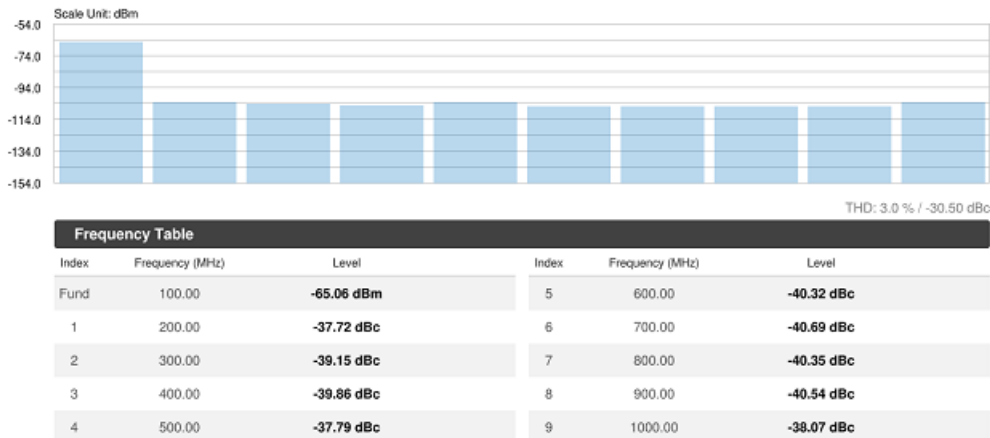 Scale Unit: dBm
-54.0
-74.0
-94.0
-114.0
-134.0
-154.0
THD: 3.0 % / -30.50 dBc
Frequency Table
Index Frequency (MHz) Level Index Frequency (MHz) Level
Fund 100.00 -65.06 dBm 5 600.00 -40.32 dBc
1 200.00 -37.72 dBc 6 700.00 -40.69 dBc
2 300.00 -39.15 dBc 7 800.00 -40.35 dBc
3 400.00 -39.86 dBc 8 900.00 -40.54 dBc
4 500.00 -37.79 dBc 9 1000.00 -38.07 dBc